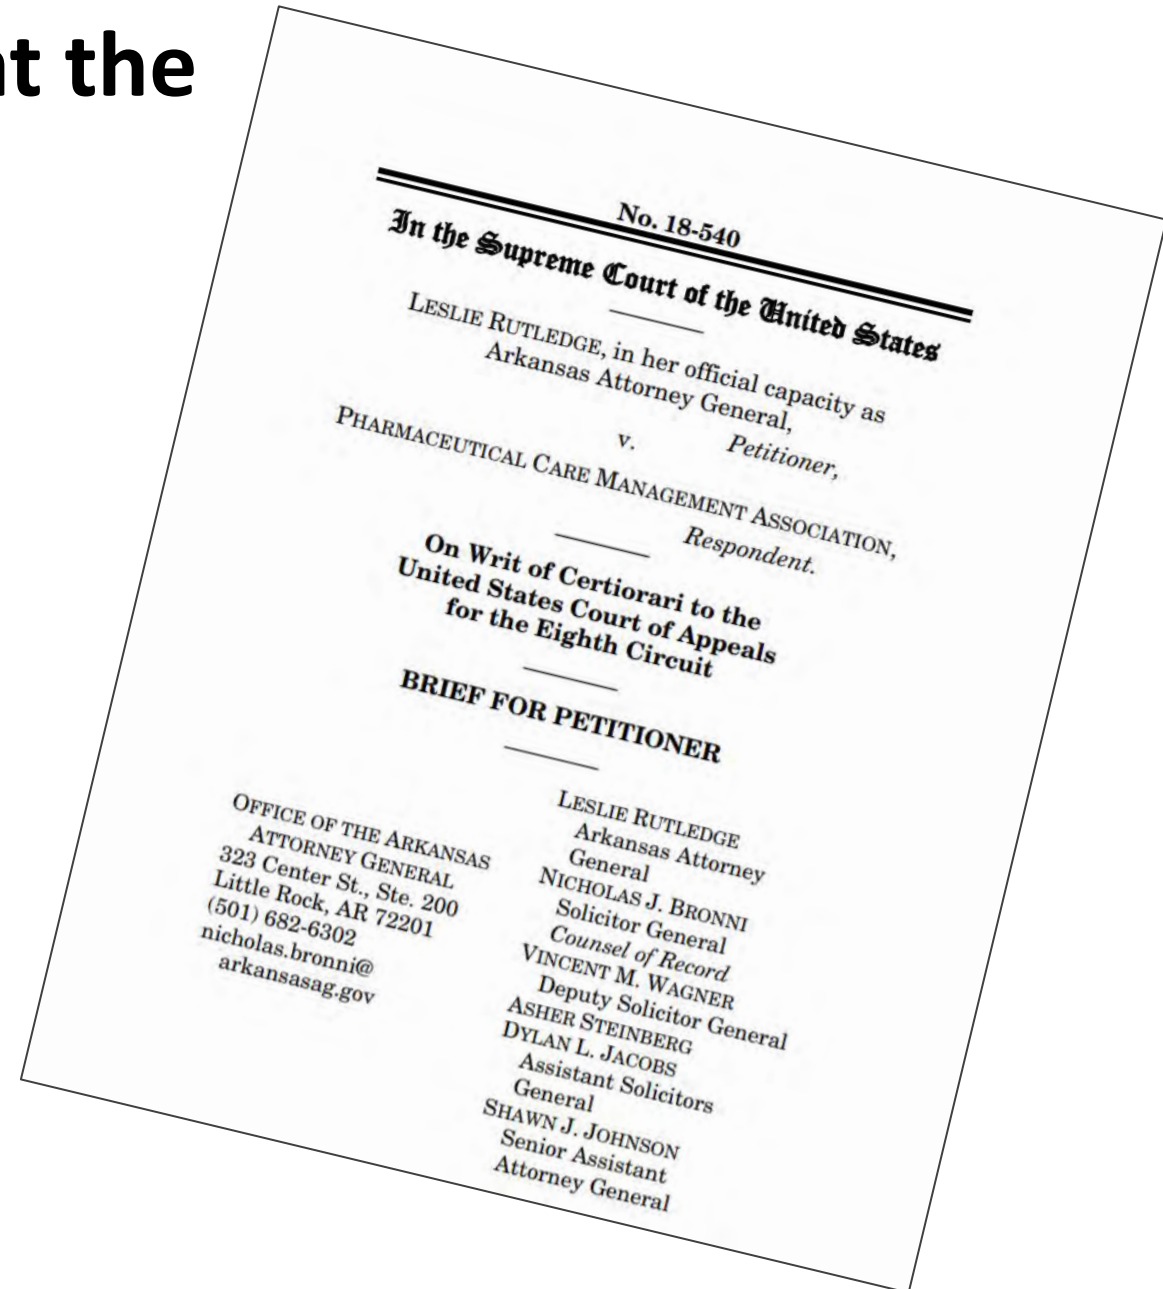 t the
No. 18-540
In the Supreme Court of the United States
LESLIE RUTLEDGE, in her official capacity as
Arkansas Attorney General,
Petitioner,
v.
PHARMACEUTICAL CARE MANAGEMENT ASSOCIATION,
Respondent.
On Writ of Certiorari to the
United States Court of Appeals
for the Eighth Circuit
BRIEF FOR PETITIONER
OFFICE OF THE ARKANSAS
ATTORNEY GENERAL
323 Center St., Ste. 200
Little Rock, AR 72201
(501) 682-6302
nicholas.bronni@
arkansasag.gov
LESLIE RUTLEDGE
Arkansas Attorney
General
NICHOLAS J. BRONNI
Solicitor General
Counsel of Record
VINCENT M. WAGNER
Deputy Solicitor General
ASHER STEINBERG
DYLAN L. JACOBS
Assistant Solicitors
General
SHAWN J. JOHNSON
Senior Assistant
Attorney General